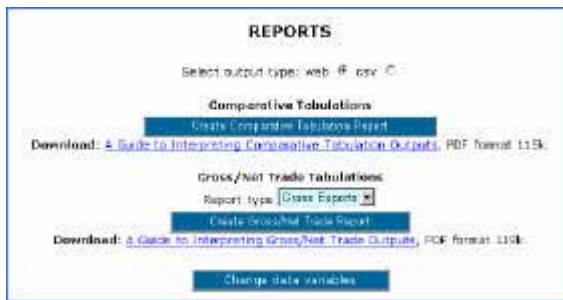 REPORTS
Select output type: web csv
Comparative Tabulations
Create Comparative Tabulation Report
Download: A Guide to Interpreting Comparative Tabulation Outputs, PDF format 115k.
Gross/Net Trade Tabulations
Report type Gross Exports
Create Gross/Net Trade Report
Download: A Guide to Interpreting Gross/Net Trade Outputs, PDF format 119k.
Change data variables